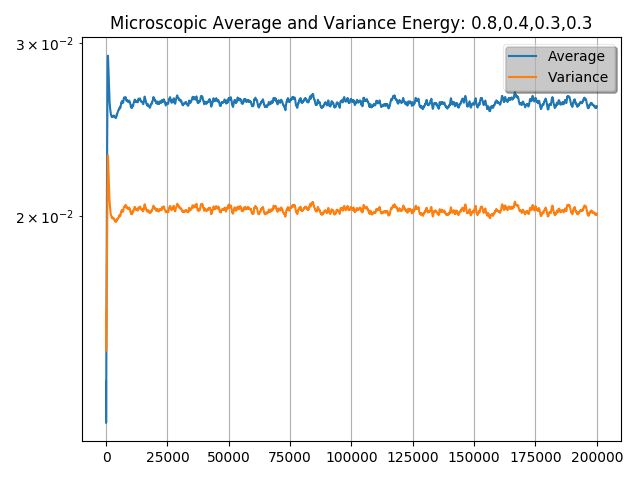 Microscopic Average and Variance Energy: 0.8,0.4,0.3,0.3
3 × 10⁻²
2 × 10⁻²
Average
Variance
0 25000 50000 75000 100000 125000 150000 175000 200000